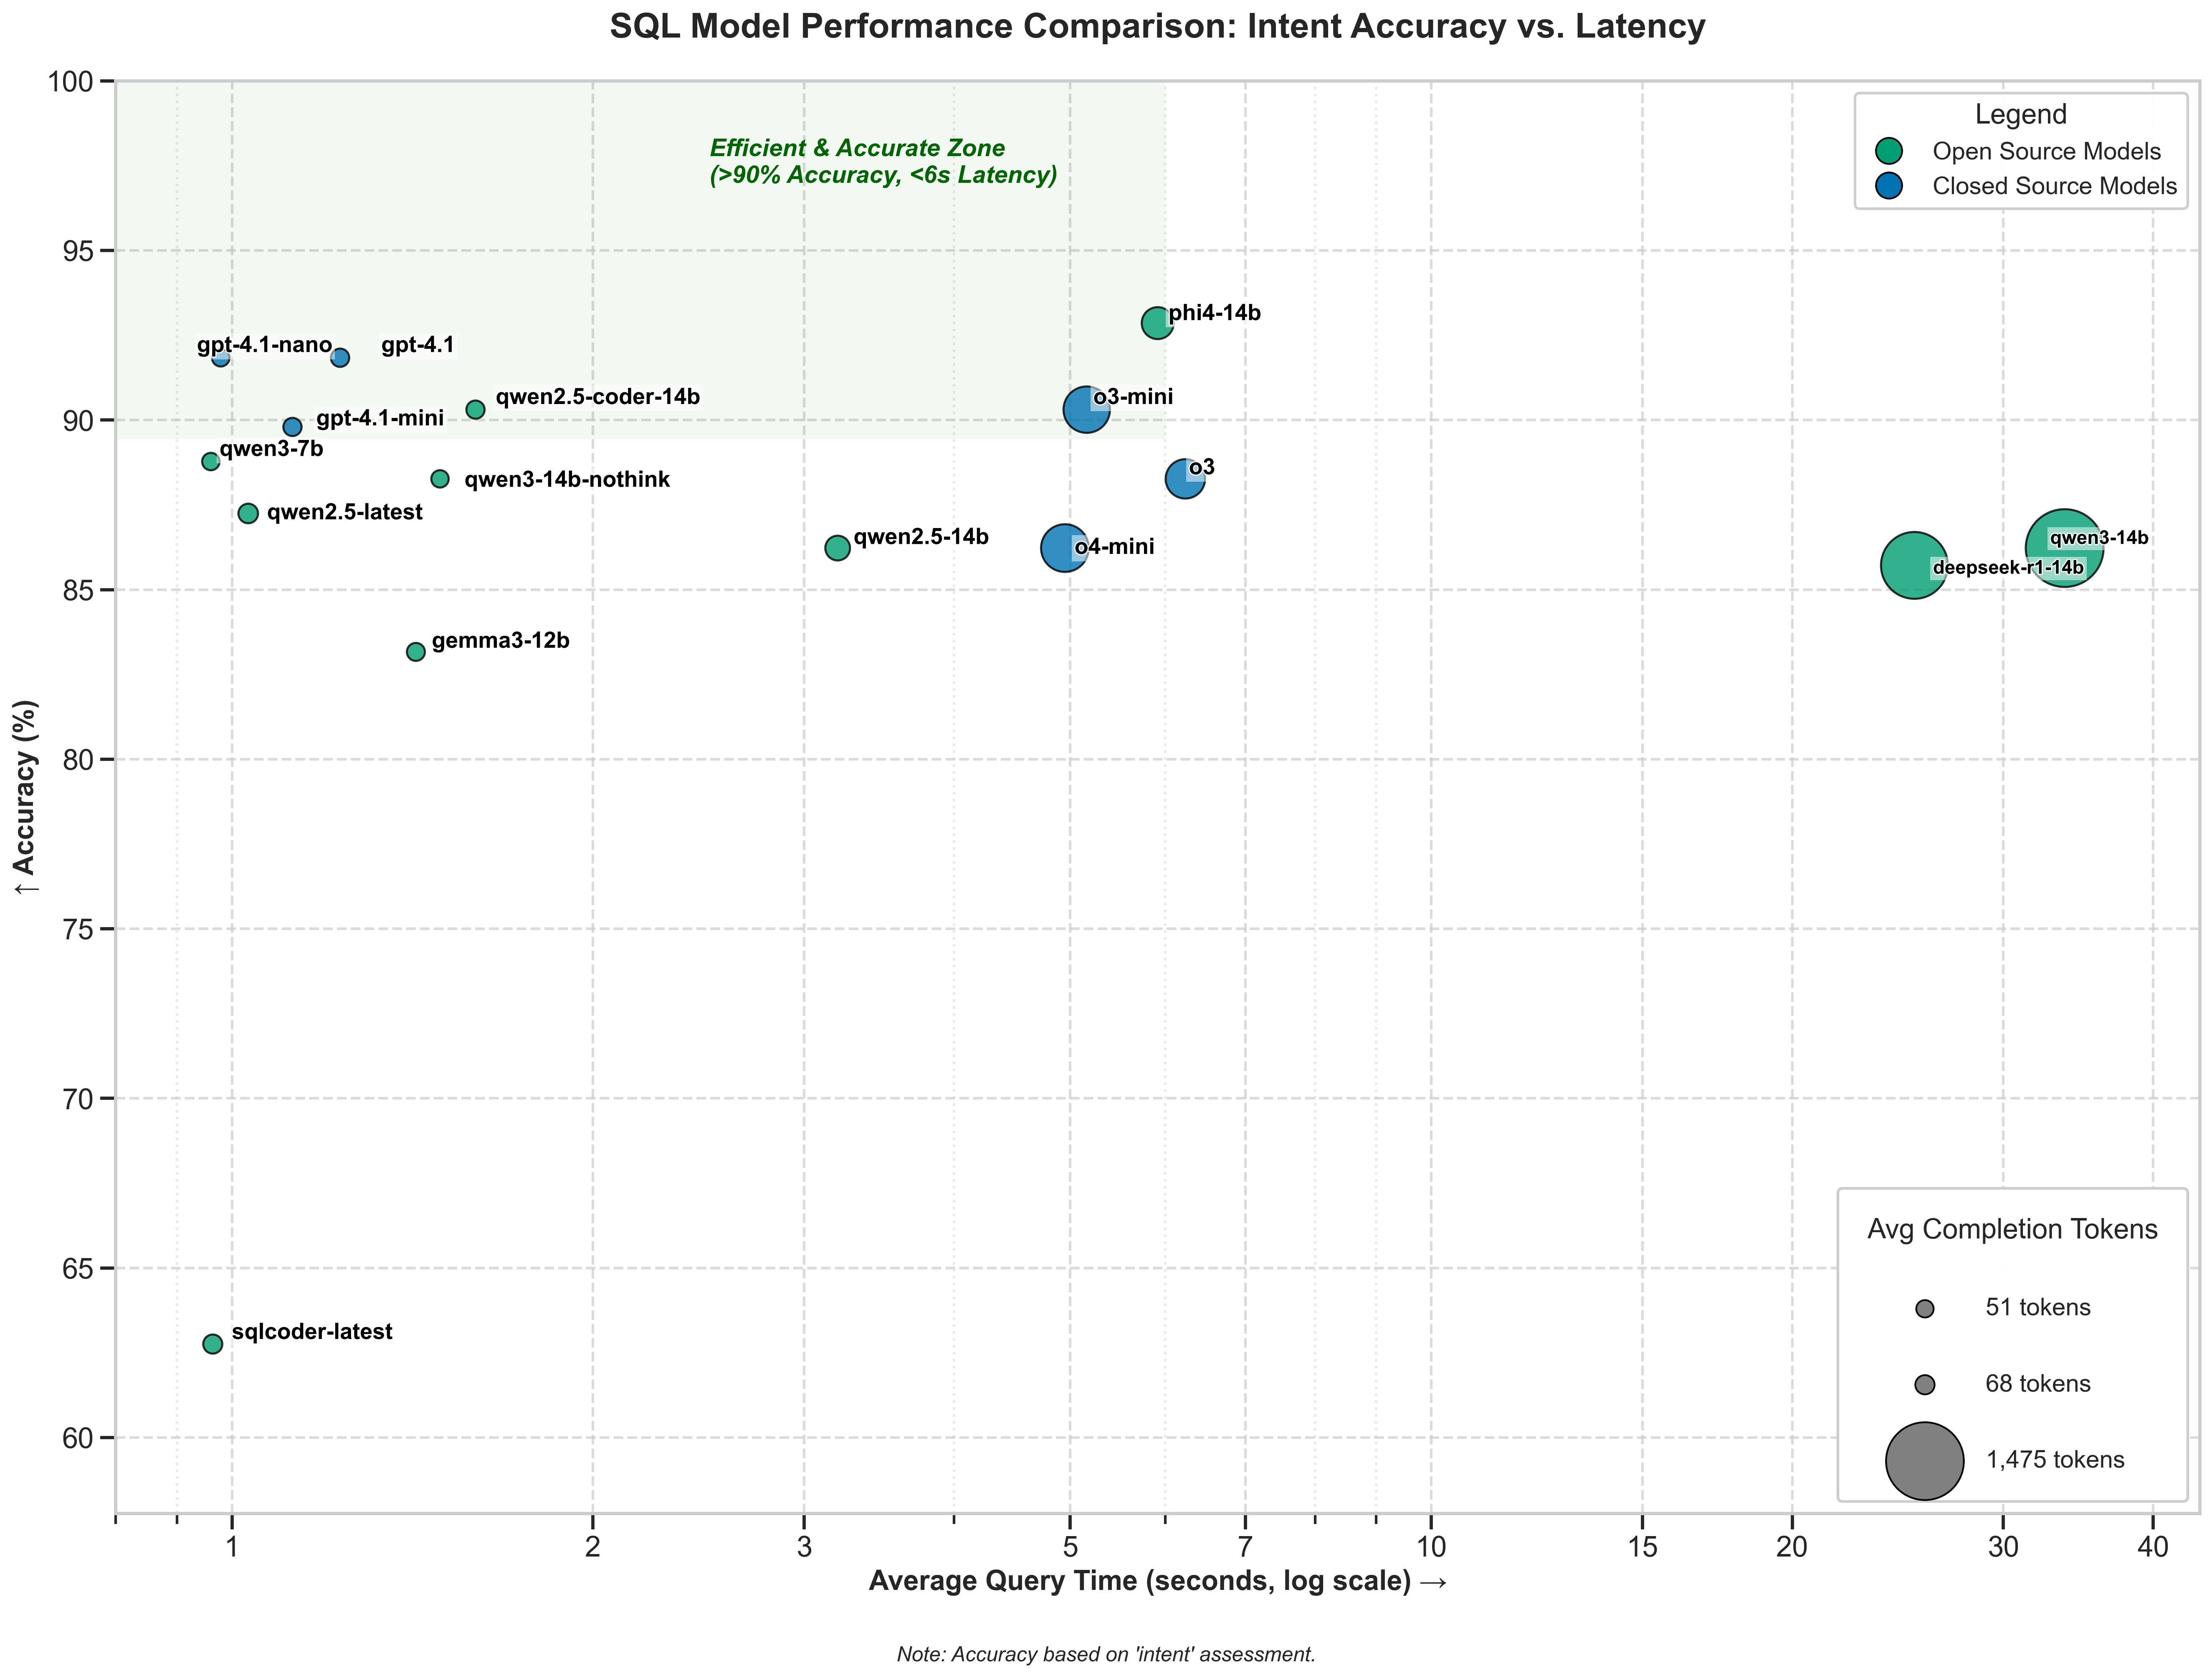 SQL Model Performance Comparison: Intent Accuracy vs. Latency
100
95
90
85
80
75
70
65
60
↑ Accuracy (%)
Efficient & Accurate Zone
(>90% Accuracy, <6s Latency)
Legend
Open Source Models
Closed Source Models
phi4-14b
gpt-4.1-nano
gpt-4.1
qwen2.5-coder-14b
o3-mini
gpt-4.1-mini
qwen3-7b
o3
qwen3-14b-nothink
qwen2.5-latest
qwen2.5-14b
o4-mini
qwen3-14b
deepseek-r1-14b
gemma3-12b
sqlcoder-latest
Avg Completion Tokens
51 tokens
68 tokens
1,475 tokens
1 2 3 5 7 10 15 20 30 40
Average Query Time (seconds, log scale) →
Note: Accuracy based on 'intent' assessment.